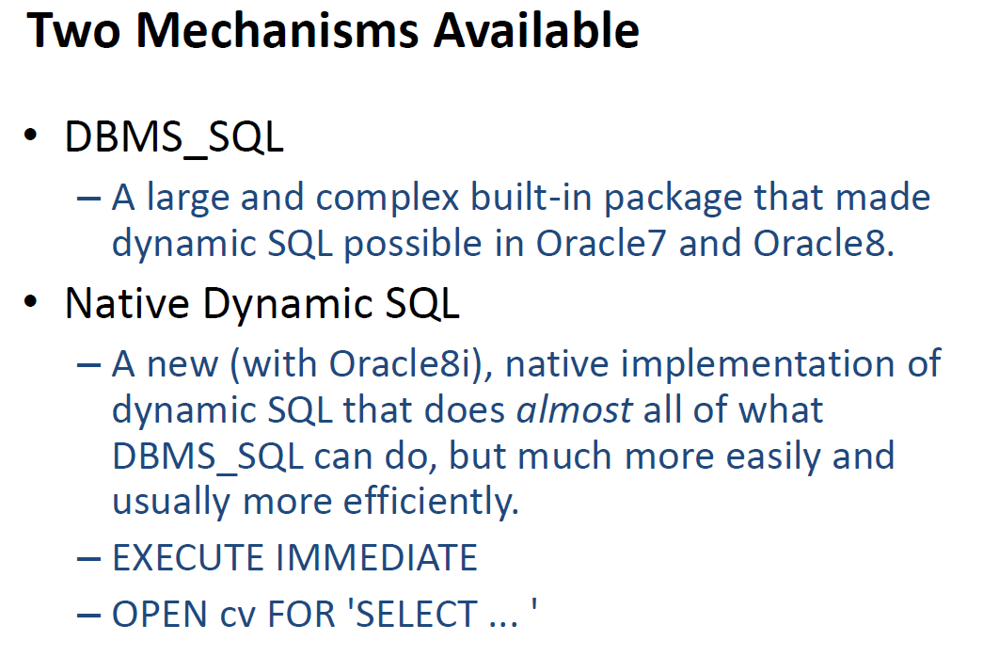 Two Mechanisms Available
• DBMS_SQL
– A large and complex built-in package that made
dynamic SQL possible in Oracle7 and Oracle8.
• Native Dynamic SQL
– A new (with Oracle8i), native implementation of
dynamic SQL that does almost all of what
DBMS_SQL can do, but much more easily and
usually more efficiently.
– EXECUTE IMMEDIATE
– OPEN cv FOR 'SELECT ... '